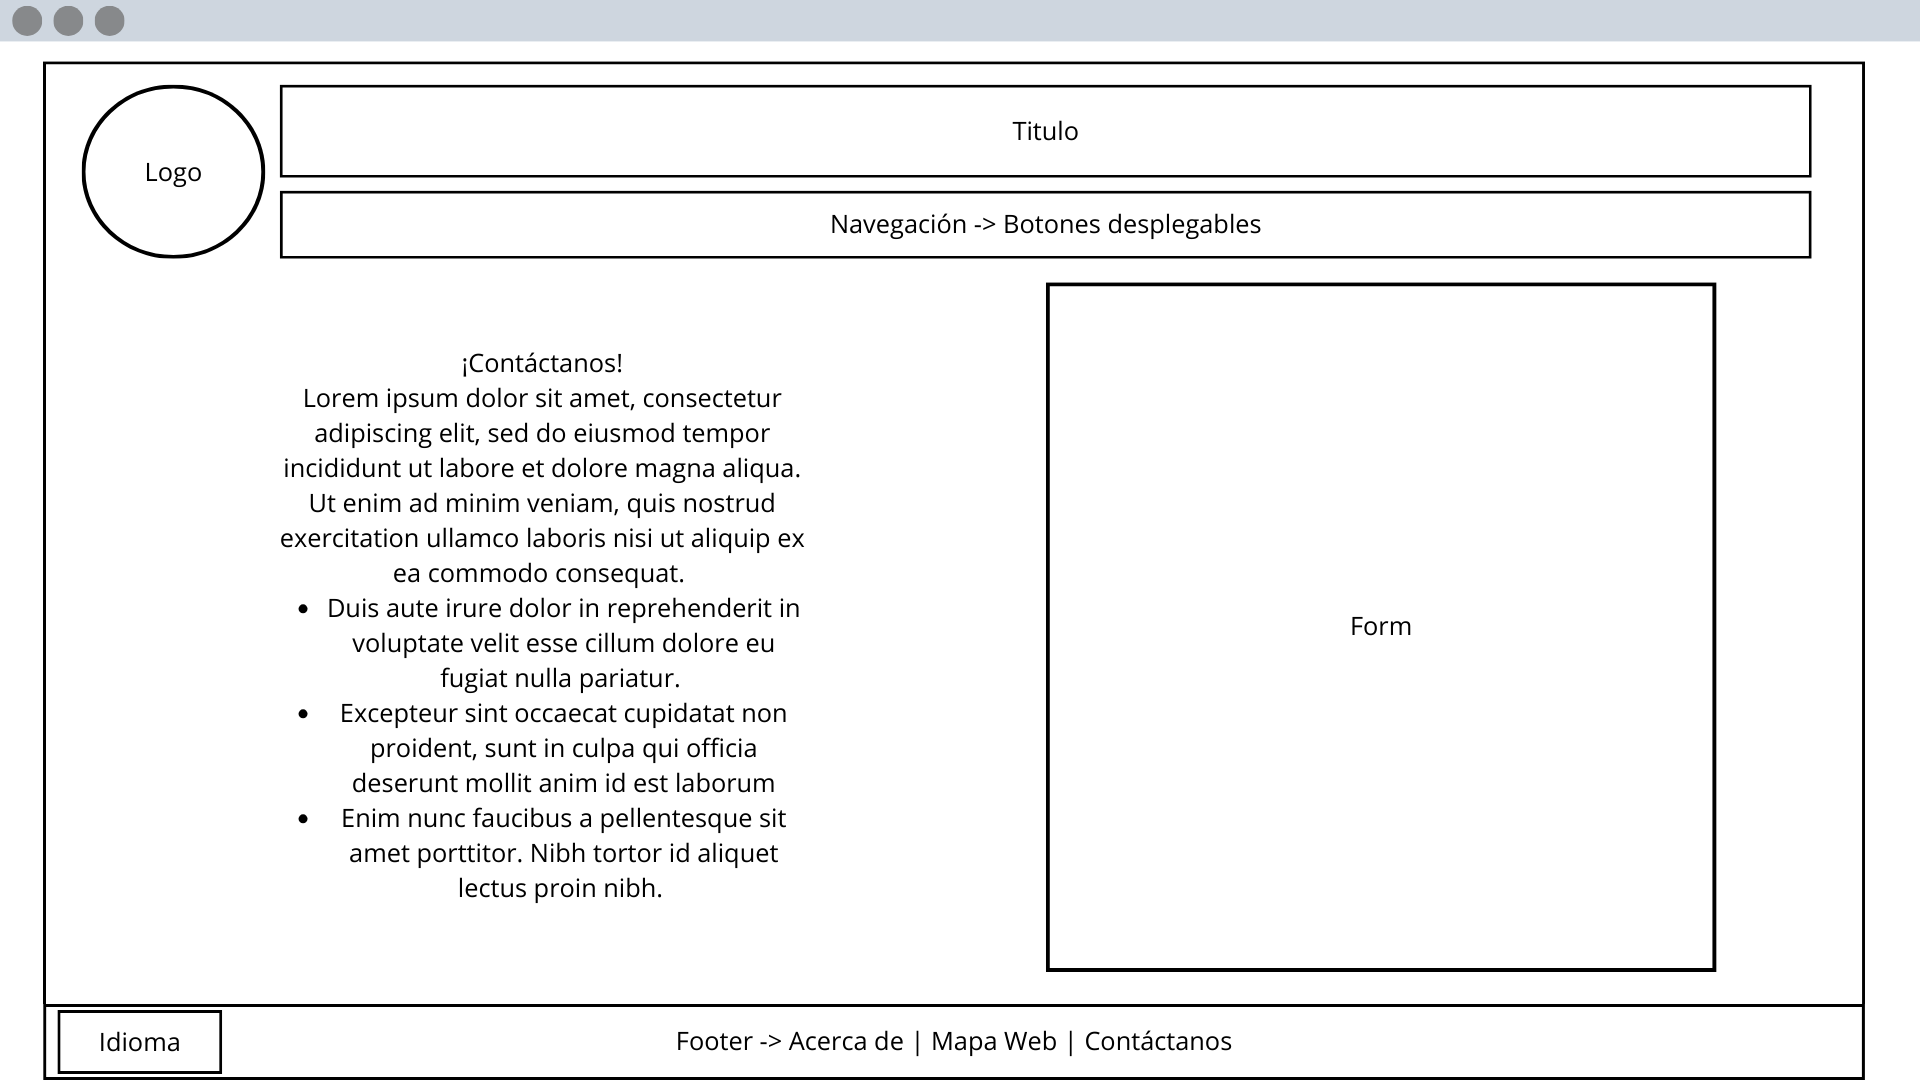 Logo
Titulo
Navegación -> Botones desplegables
¡Contáctanos!
Lorem ipsum dolor sit amet, consectetur
adipiscing elit, sed do eiusmod tempor
incididunt ut labore et dolore magna aliqua.
Ut enim ad minim veniam, quis nostrud
exercitation ullamco laboris nisi ut aliquip ex
ea commodo consequat.
• Duis aute irure dolor in reprehenderit in
voluptate velit esse cillum dolore eu
fugiat nulla pariatur.
• Excepteur sint occaecat cupidatat non
proident, sunt in culpa qui officia
deserunt mollit anim id est laborum
• Enim nunc faucibus a pellentesque sit
amet porttitor. Nibh tortor id aliquet
lectus proin nibh.
Form
Idioma
Footer -> Acerca de | Mapa Web | Contáctanos